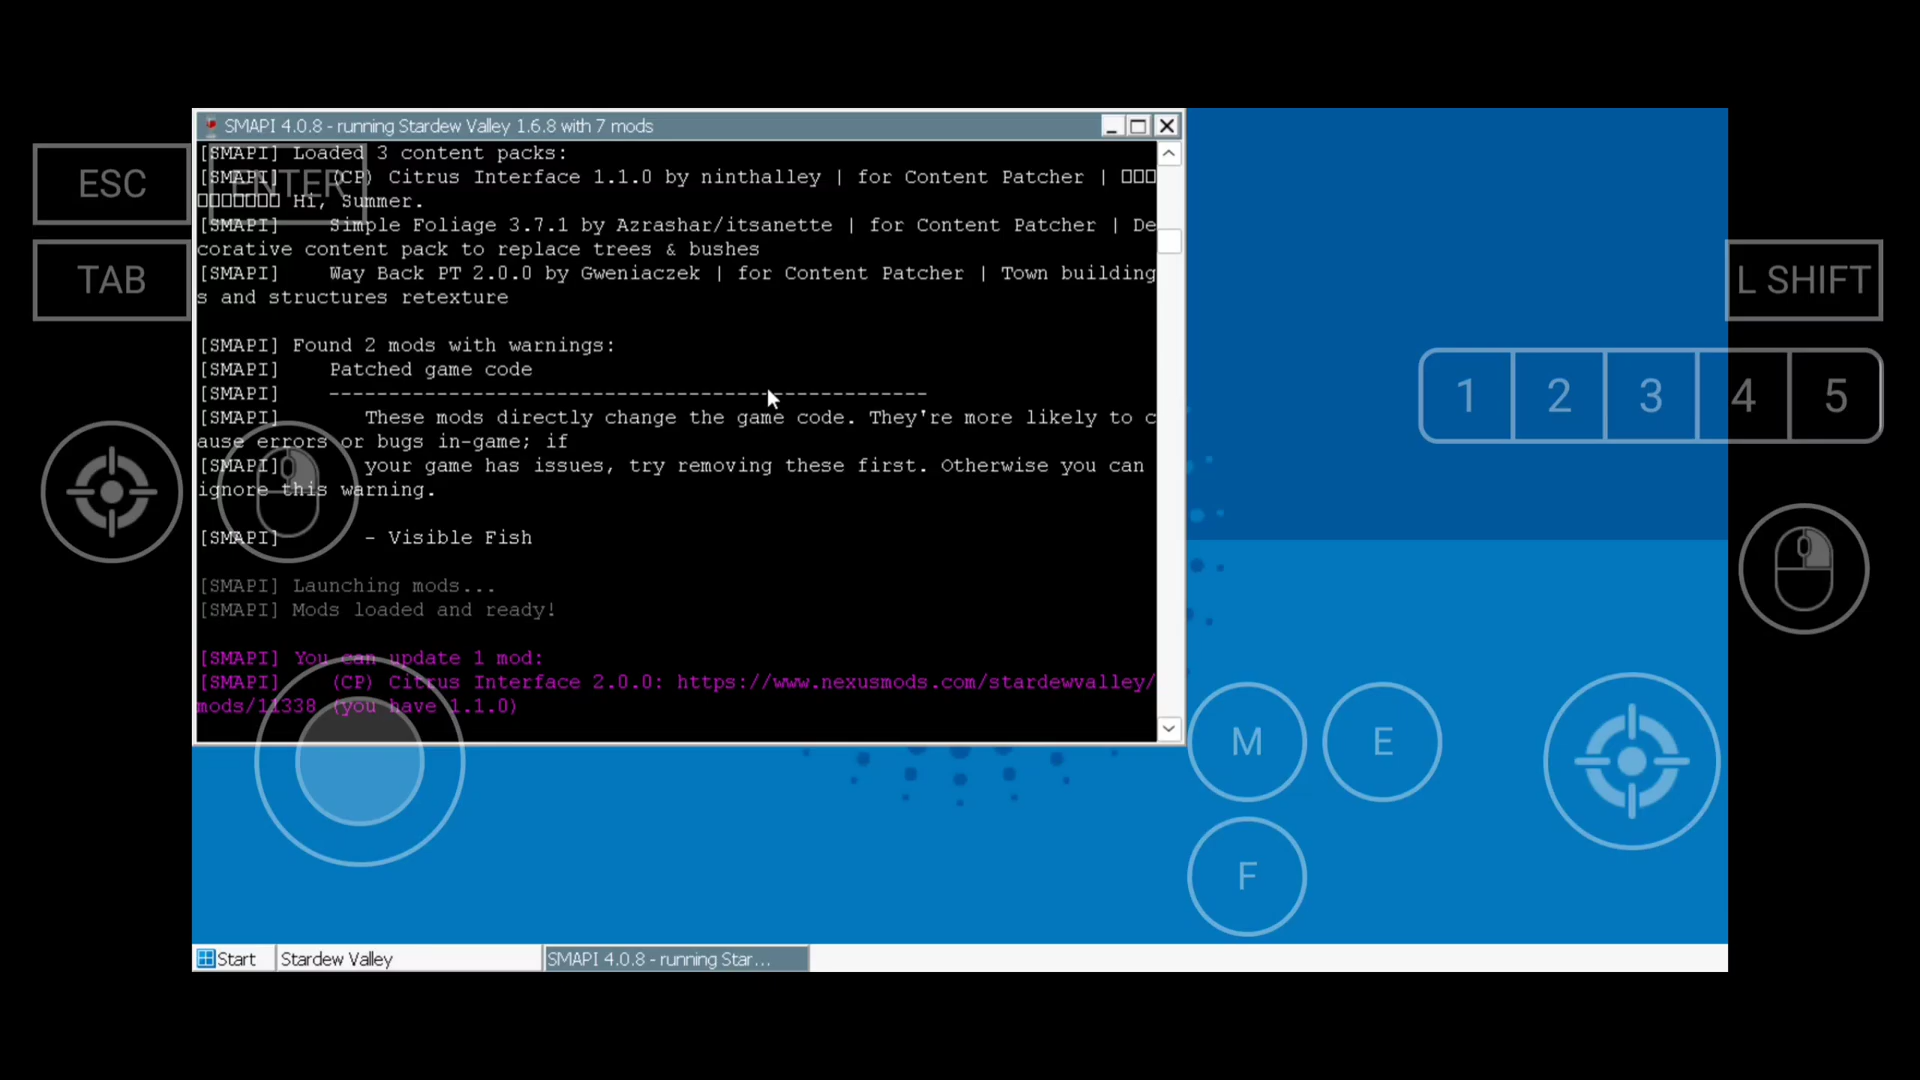 SMAPI 4.0.8 - running Stardew Valley 1.6.8 with 7 mods
[SMAPI] Loaded 3 content packs:
[SMAPI] (CP) Citrus Interface 1.1.0 by ninthalley | for Content Patcher | □□□
□□□□□□□ Hi, Summer.
[SMAPI] Simple Foliage 3.7.1 by Azrashar/itsanette | for Content Patcher | De
corative content pack to replace trees & bushes
[SMAPI] Way Back PT 2.0.0 by Gweniaczek | for Content Patcher | Town building
s and structures retexture
[SMAPI] Found 2 mods with warnings:
[SMAPI] Patched game code
[SMAPI] --------------------------------------------------
[SMAPI] These mods directly change the game code. They're more likely to c
ause errors or bugs in-game; if
[SMAPI] your game has issues, try removing these first. Otherwise you can
ignore this warning.
[SMAPI] - Visible Fish
[SMAPI] Launching mods...
[SMAPI] Mods loaded and ready!
[SMAPI] You can update 1 mod:
[SMAPI] (CP) Citrus Interface 2.0.0: https://www.nexusmods.com/stardewvalley/
mods/11338 (you have 1.1.0)
ESC
ENTER
TAB
L SHIFT
1 2 3 4 5
M
E
F
Start
Stardew Valley
SMAPI 4.0.8 - running Star...